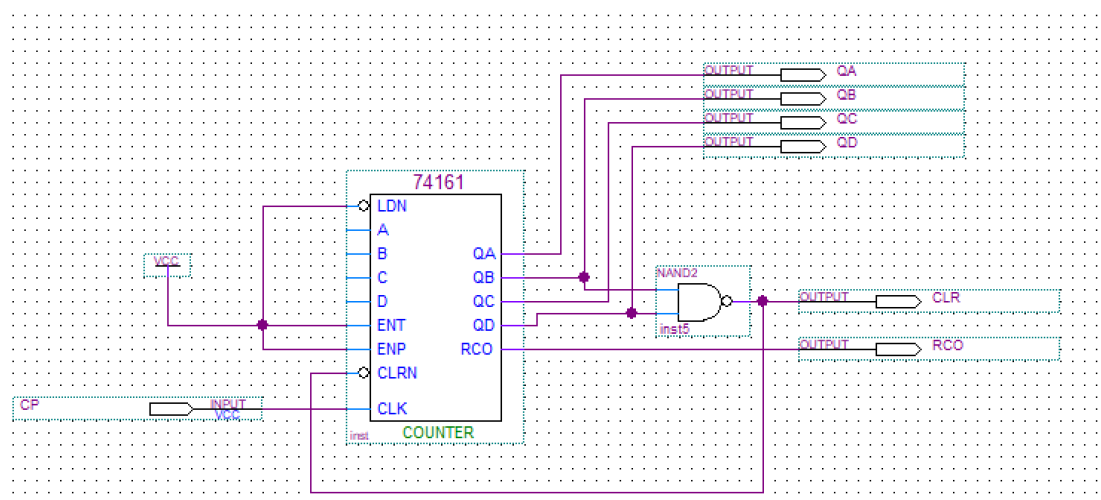 OUTPUT QA
OUTPUT QB
OUTPUT QC
OUTPUT QD
74161
LDN
A
B QA
C QB
D QC
ENT QD
ENP RCO
CLRN
CLK
inst COUNTER
VCC
NAND2
inst5
OUTPUT CLR
OUTPUT RCO
CP INPUT
VCC